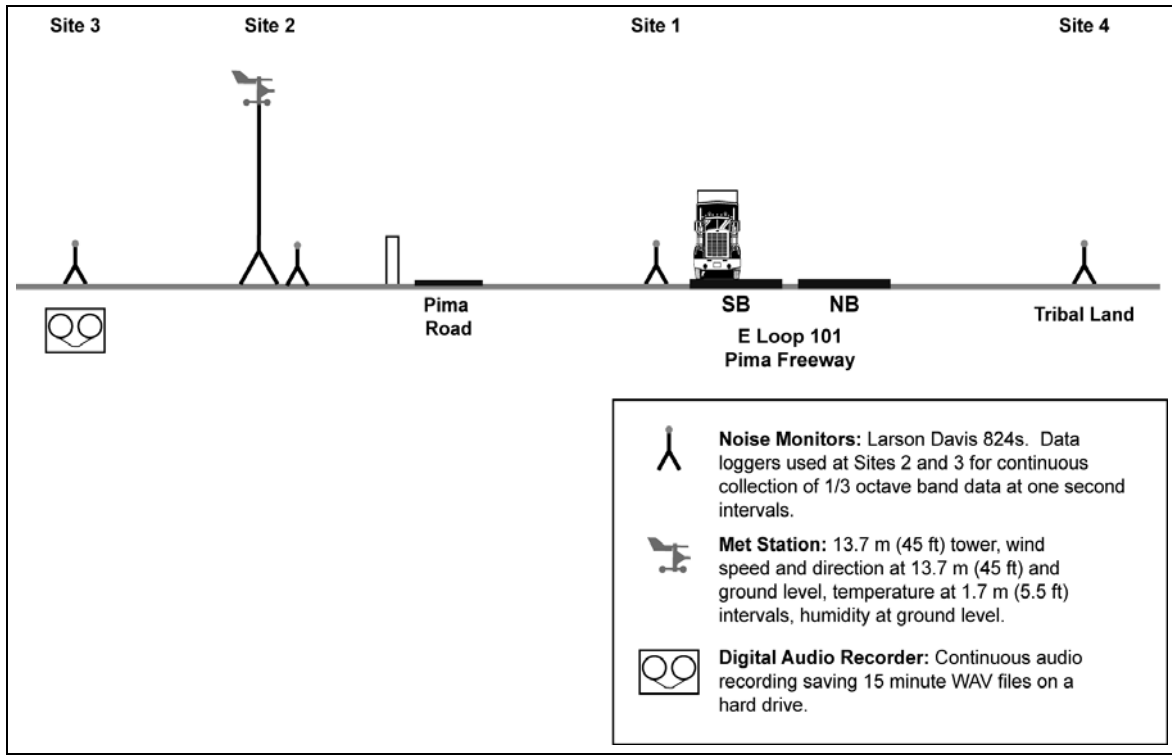 Site 3
Site 2
Site 1
Site 4
Pima
Road
SB
NB
E Loop 101
Pima Freeway
Tribal Land
Noise Monitors: Larson Davis 824s. Data
loggers used at Sites 2 and 3 for continuous
collection of 1/3 octave band data at one second
intervals.
Met Station: 13.7 m (45 ft) tower, wind
speed and direction at 13.7 m (45 ft) and
ground level, temperature at 1.7 m (5.5 ft)
intervals, humidity at ground level.
Digital Audio Recorder: Continuous audio
recording saving 15 minute WAV files on a
hard drive.